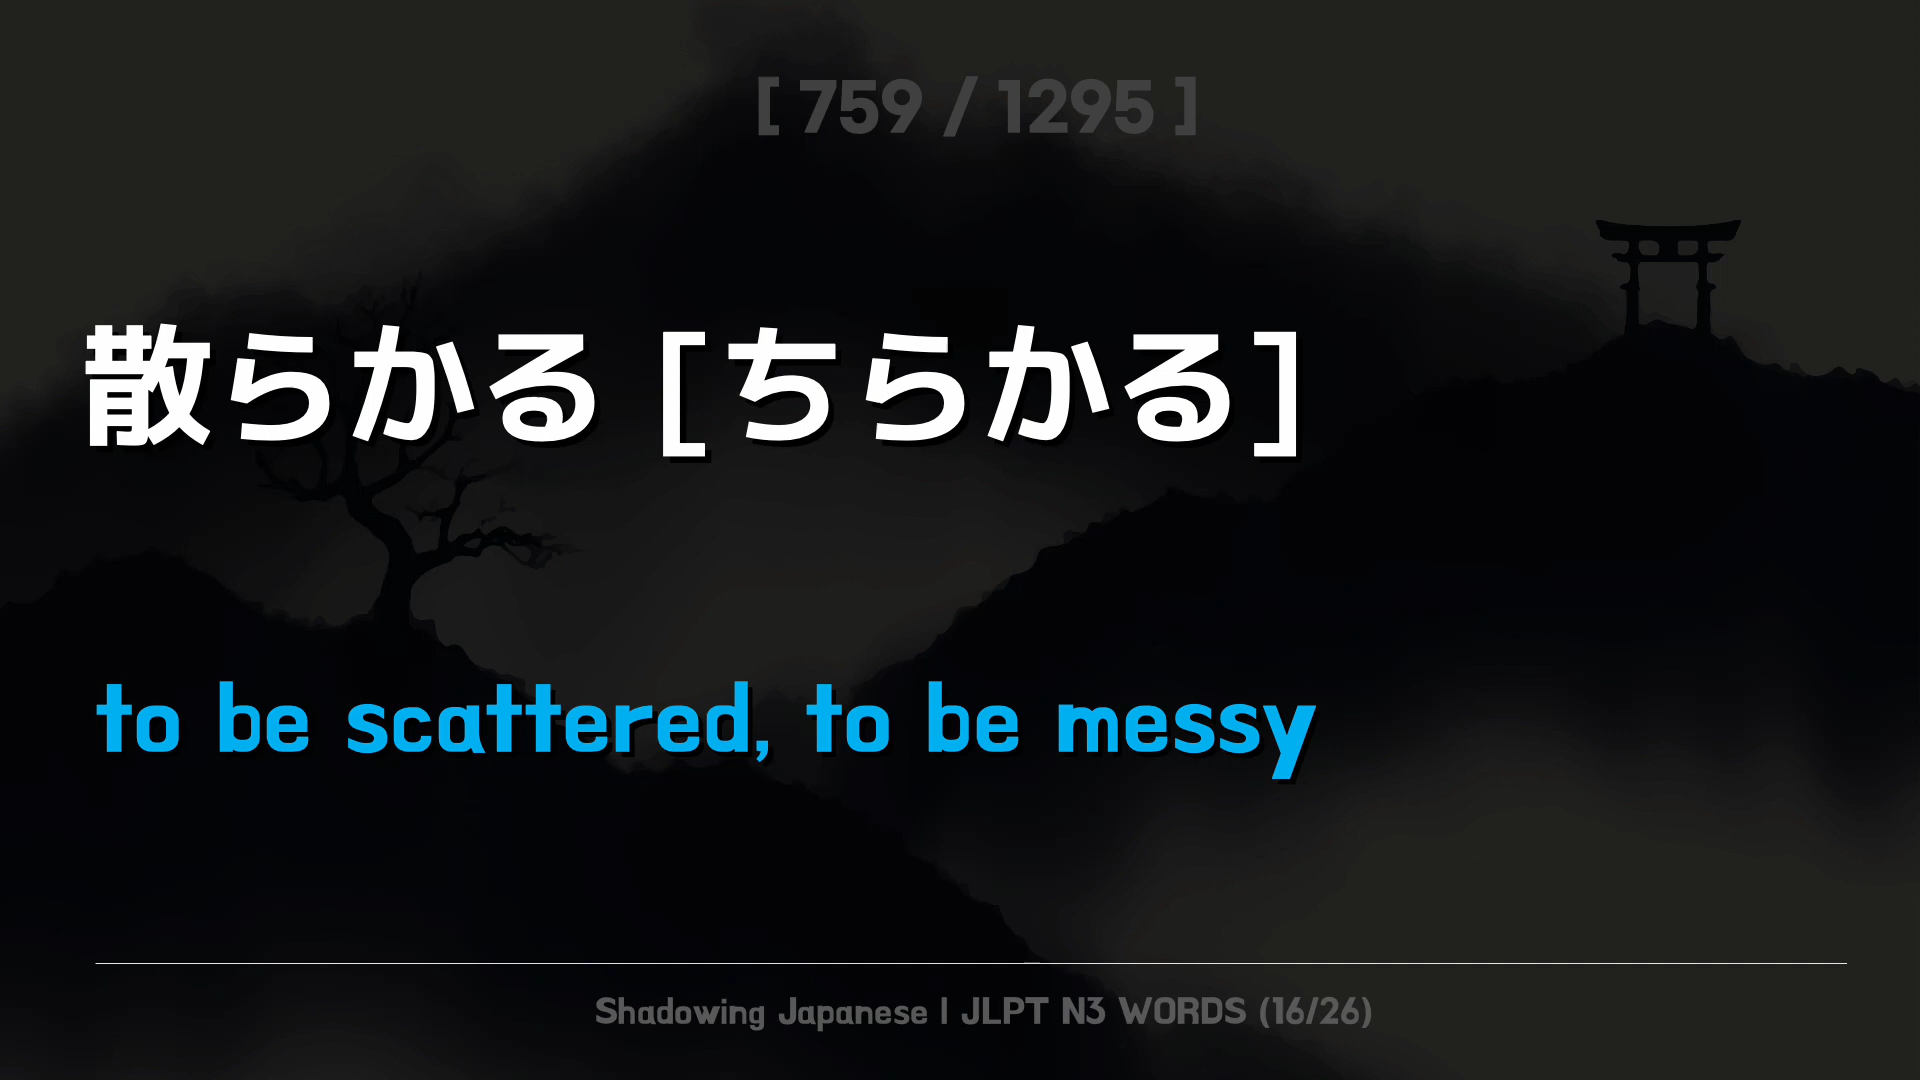 [ 759 / 1295 ]
散らかる [ちらかる]
to be scattered, to be messy
Shadowing Japanese | JLPT N3 WORDS (16/26)